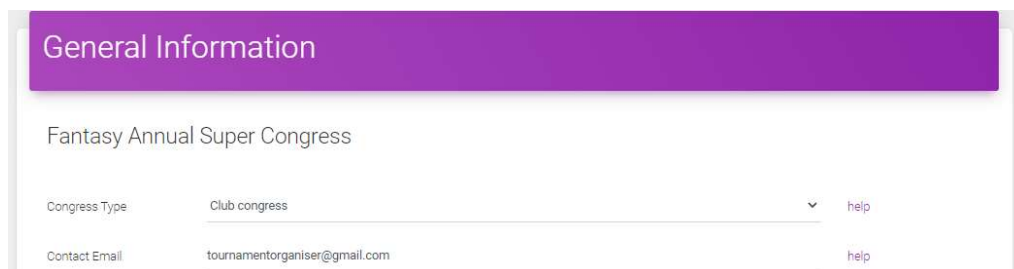 General Information
Fantasy Annual Super Congress
Congress Type Club congress help
Contact Email tournamentorganiser@gmail.com help